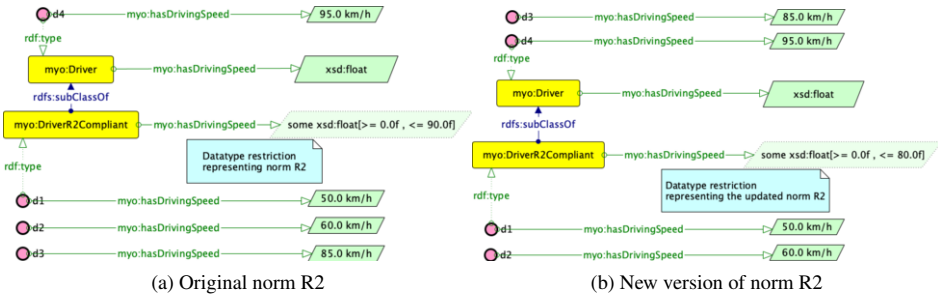 d4 myo:hasDrivingSpeed 95.0 km/h
rdf:type
myo:Driver myo:hasDrivingSpeed xsd:float
rdfs:subClassOf
myo:DriverR2Compliant myo:hasDrivingSpeed some xsd:float[>= 0.0f , <= 90.0f]
Datatype restriction
representing norm R2
rdf:type
d1 myo:hasDrivingSpeed 50.0 km/h
d2 myo:hasDrivingSpeed 60.0 km/h
d3 myo:hasDrivingSpeed 85.0 km/h
(a) Original norm R2
d3 myo:hasDrivingSpeed 85.0 km/h
d4 myo:hasDrivingSpeed 95.0 km/h
rdf:type
myo:Driver myo:hasDrivingSpeed xsd:float
rdfs:subClassOf
myo:DriverR2Compliant myo:hasDrivingSpeed some xsd:float[>= 0.0f , <= 80.0f]
Datatype restriction
representing the updated norm R2
rdf:type
d1 myo:hasDrivingSpeed 50.0 km/h
d2 myo:hasDrivingSpeed 60.0 km/h
(b) New version of norm R2